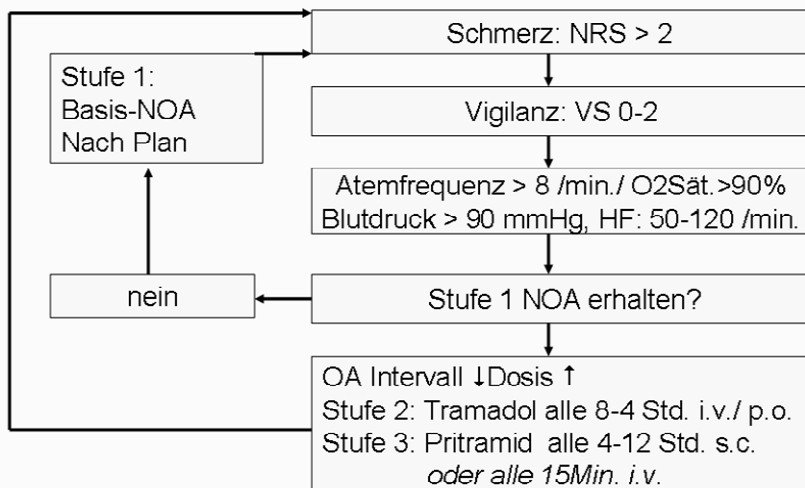 Schmerz: NRS > 2
Stufe 1:
Basis-NOA
Nach Plan
Vigilanz: VS 0-2
Atemfrequenz > 8 /min./ O2Sät.>90%
Blutdruck > 90 mmHg, HF: 50-120 /min.
nein
Stufe 1 NOA erhalten?
OA Intervall ↓Dosis ↑
Stufe 2: Tramadol alle 8-4 Std. i.v./ p.o.
Stufe 3: Pritramid alle 4-12 Std. s.c.
oder alle 15Min. i.v.